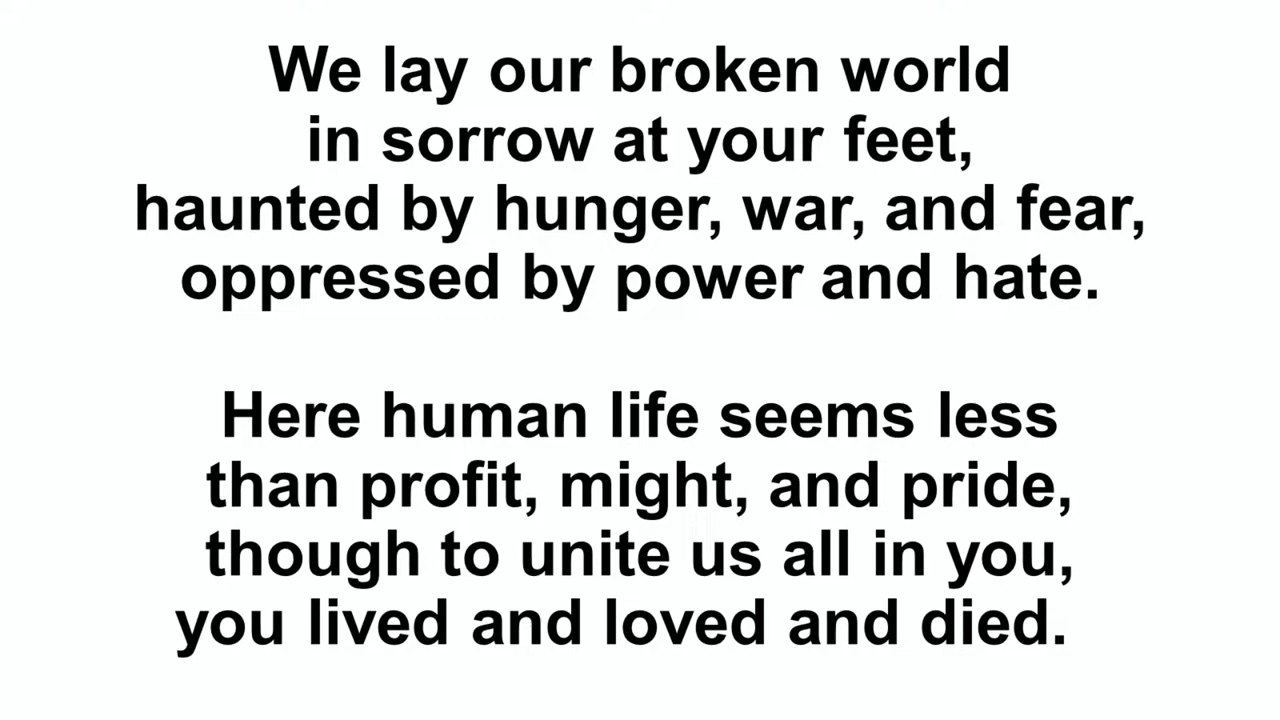 We lay our broken world
in sorrow at your feet,
haunted by hunger, war, and fear,
oppressed by power and hate.
Here human life seems less
than profit, might, and pride,
though to unite us all in you,
you lived and loved and died.